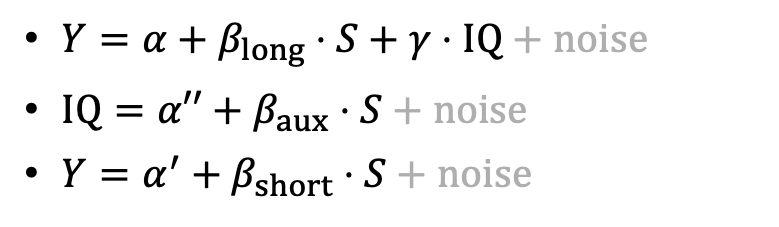 • Y = α + β_long · S + γ · IQ + noise
• IQ = α′′ + β_aux · S + noise
• Y = α′ + β_short · S + noise